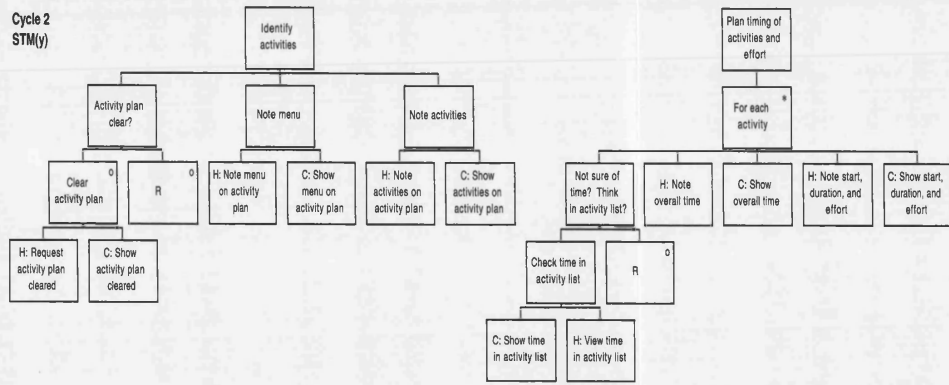 Cycle 2
STM(y)
Identify
activities
Plan timing of
activities and
effort
Activity plan
clear?
Note menu
Note activities
For each
activity
*
Clear
activity plan
O
R
O
H: Note menu
on activity
plan
C: Show
menu on
activity plan
H: Note
activities on
activity plan
C: Show
activities on
activity plan
Not sure of
time? Think
in activity list?
H: Note
overall time
C: Show
overall time
H: Note start,
duration, and
effort
C: Show start,
duration, and
effort
H: Request
activity plan
cleared
C: Show
activity plan
cleared
Check time in
activity list
R
O
C: Show time
in activity list
H: View time
in activity list